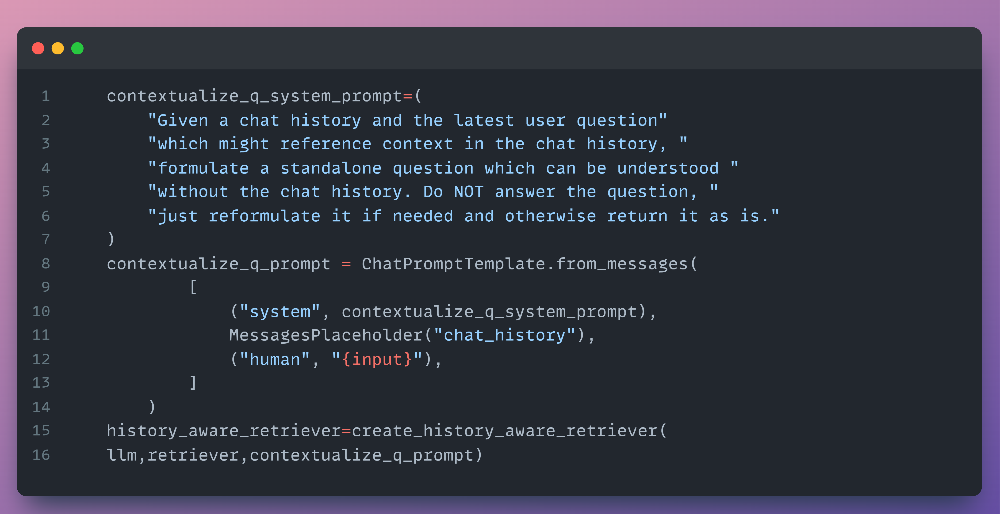 1 contextualize_q_system_prompt=(
2 "Given a chat history and the latest user question"
3 "which might reference context in the chat history, "
4 "formulate a standalone question which can be understood "
5 "without the chat history. Do NOT answer the question, "
6 "just reformulate it if needed and otherwise return it as is."
7 )
8 contextualize_q_prompt = ChatPromptTemplate.from_messages(
9 [
10 ("system", contextualize_q_system_prompt),
11 MessagesPlaceholder("chat_history"),
12 ("human", "{input}"),
13 ]
14 )
15 history_aware_retriever=create_history_aware_retriever(
16 llm,retriever,contextualize_q_prompt)